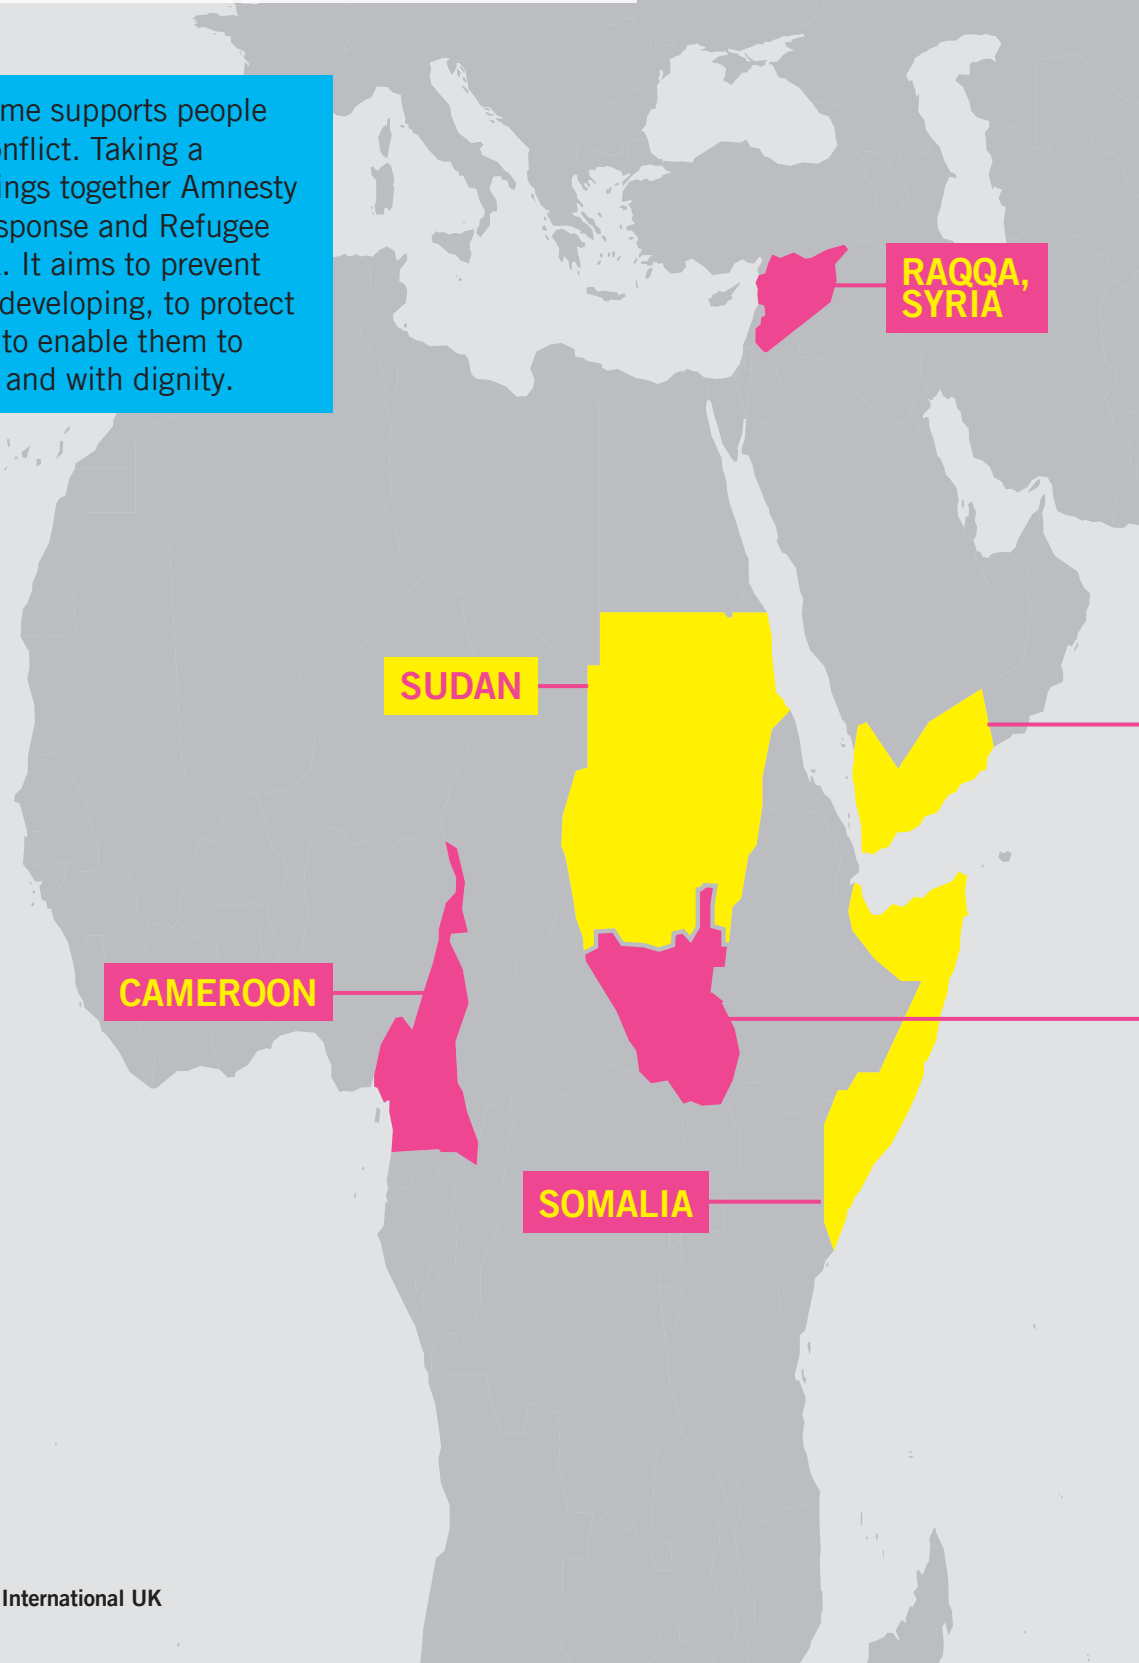 me supports people
onflict. Taking a
ings together Amnesty
sponse and Refugee
. It aims to prevent
developing, to protect
to enable them to
and with dignity.
RAQQA,
SYRIA
SUDAN
CAMEROON
SOMALIA
International UK